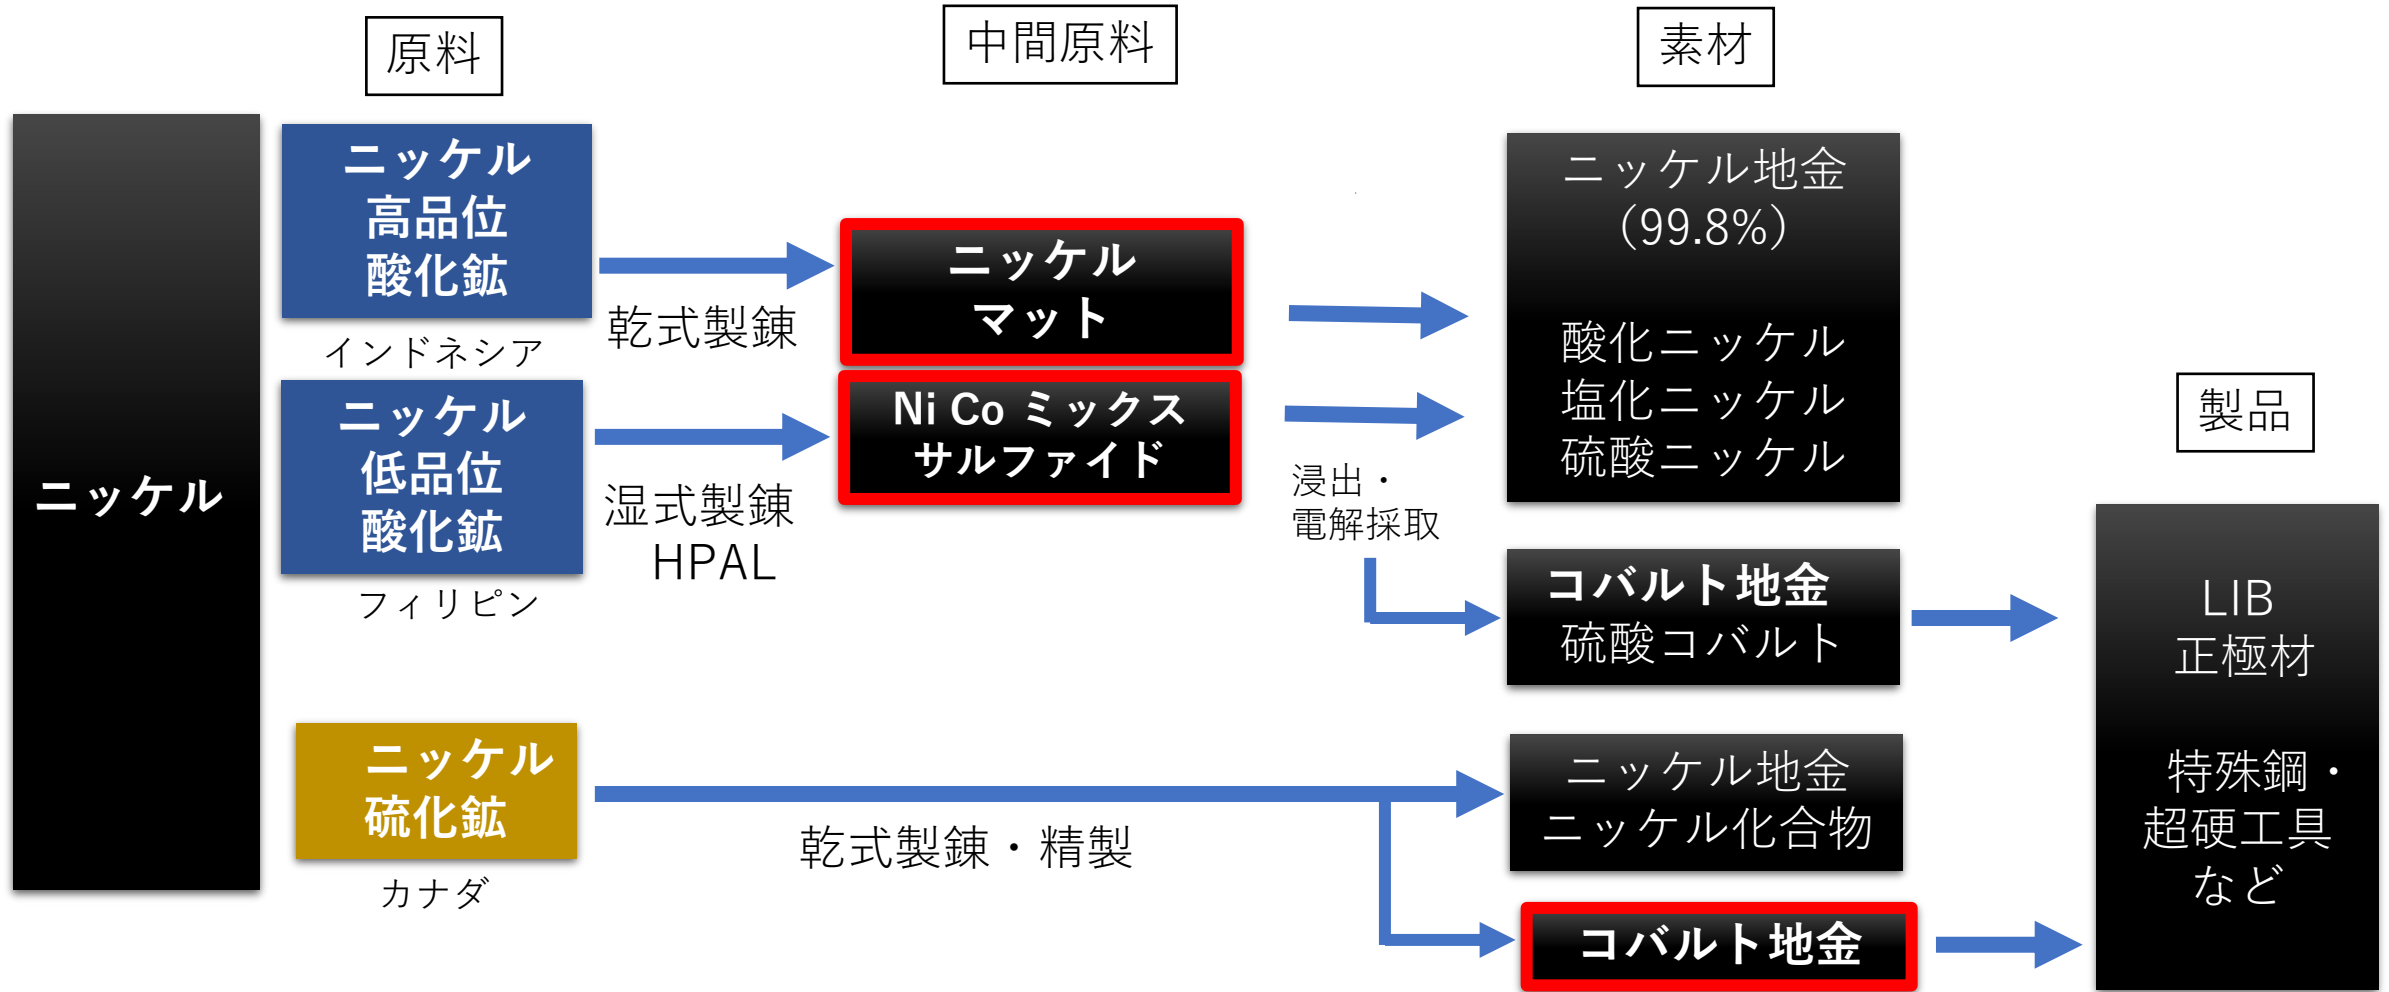 原料
中間原料
素材
ニッケル
ニッケル
高品位
酸化鉱
インドネシア
乾式製錬
ニッケル
マット
ニッケル地金
（99.8%）
酸化ニッケル
塩化ニッケル
硫酸ニッケル
ニッケル
低品位
酸化鉱
フィリピン
湿式製錬
HPAL
Ni Co ミックス
サルファイド
浸出・
電解採取
コバルト地金
硫酸コバルト
ニッケル
硫化鉱
カナダ
乾式製錬・精製
ニッケル地金
ニッケル化合物
コバルト地金
製品
LIB
正極材
特殊鋼・
超硬工具
など